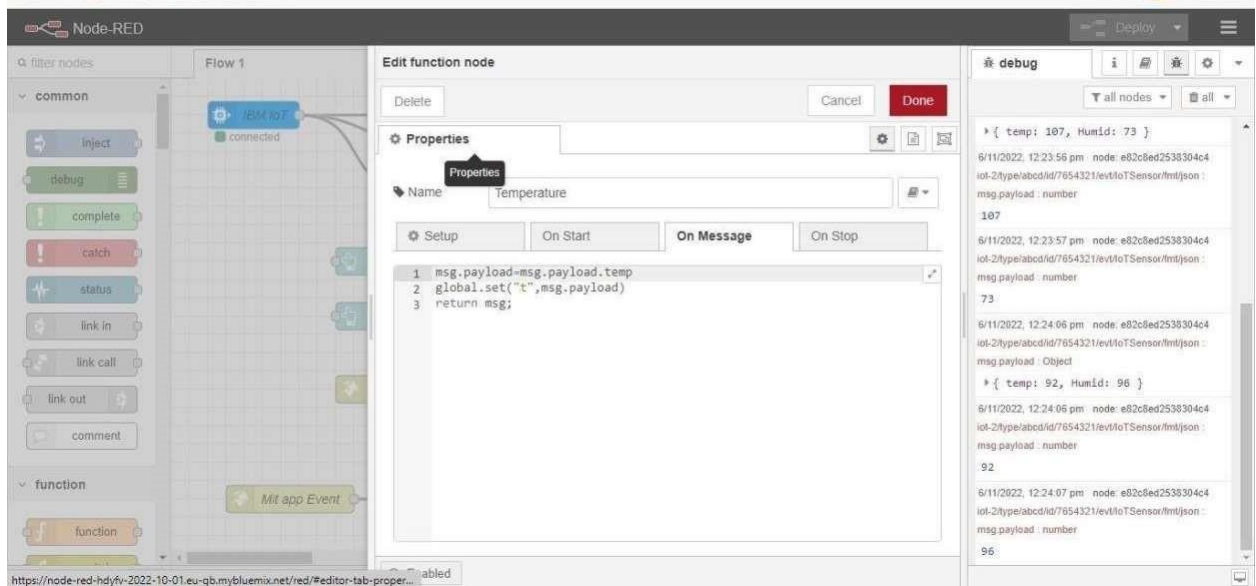 Node-RED
Deploy
filter nodes
common
inject
debug
complete
catch
status
link in
link call
link out
comment
function
function
Flow 1
IBM IoT
connected
Mit app Event
Edit function node
Delete
Cancel
Done
Properties
Properties
Name
Temperature
Setup
On Start
On Message
On Stop
1 msg.payload=msg.payload.temp
2 global.set("t",msg.payload)
3 return msg;
debug
i
all nodes
all
{ temp: 107, Humid: 73 }
6/11/2022, 12:23:56 pm node: e82c8ed2538304c4
iot-2/type/abcd/id/7654321/evt/IoTSensor/fmt/json :
msg.payload : number
107
6/11/2022, 12:23:57 pm node: e82c8ed2538304c4
iot-2/type/abcd/id/7654321/evt/IoTSensor/fmt/json :
msg.payload : number
73
6/11/2022, 12:24:06 pm node: e82c8ed2538304c4
iot-2/type/abcd/id/7654321/evt/IoTSensor/fmt/json :
msg.payload : Object
{ temp: 92, Humid: 96 }
6/11/2022, 12:24:06 pm node: e82c8ed2538304c4
iot-2/type/abcd/id/7654321/evt/IoTSensor/fmt/json :
msg.payload : number
92
6/11/2022, 12:24:07 pm node: e82c8ed2538304c4
iot-2/type/abcd/id/7654321/evt/IoTSensor/fmt/json :
msg.payload : number
96
https://node-red-hdyfv-2022-10-01.eu-gb.mybluemix.net/red/#editor-tab-proper...